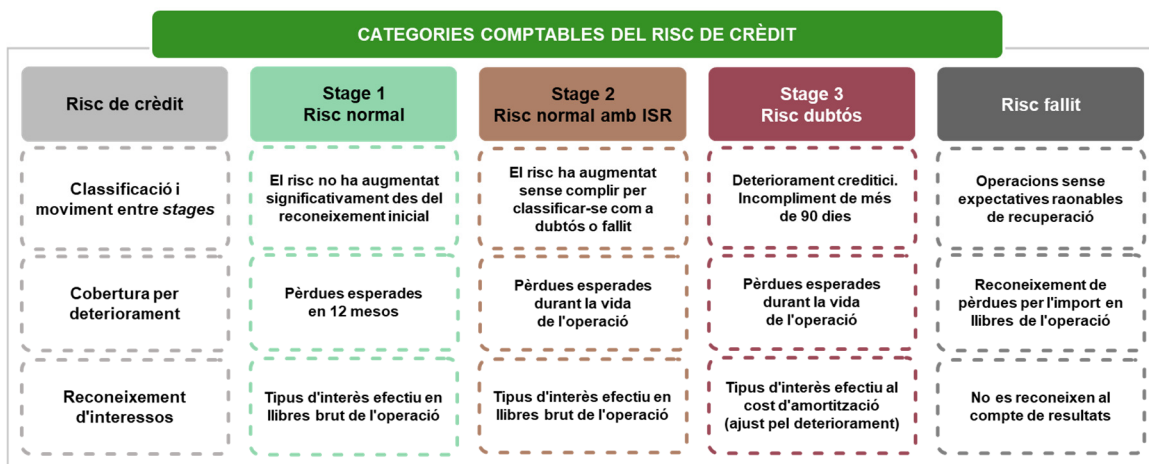 CATEGORIES COMPTABLES DEL RISC DE CRÈDIT
Risc de crèdit
Stage 1
Risc normal
Stage 2
Risc normal amb ISR
Stage 3
Risc dubtós
Risc fallit
Classificació i
moviment entre stages
El risc no ha augmentat
significativament des del
reconeixement inicial
El risc ha augmentat
sense complir per
classificar-se com a
dubtós o fallit
Deteriorament creditici.
Incompliment de més
de 90 dies
Operacions sense
expectatives raonables
de recuperació
Cobertura per
deteriorament
Pèrdues esperades
en 12 mesos
Pèrdues esperades
durant la vida
de l'operació
Pèrdues esperades
durant la vida
de l'operació
Reconeixement de
pèrdues per l'import en
llibres de l'operació
Reconeixement
d'interessos
Tipus d'interès efectiu en
llibres brut de l'operació
Tipus d'interès efectiu en
llibres brut de l'operació
Tipus d'interès efectiu al
cost d'amortització
(ajust pel deteriorament)
No es reconeixen al
compte de resultats